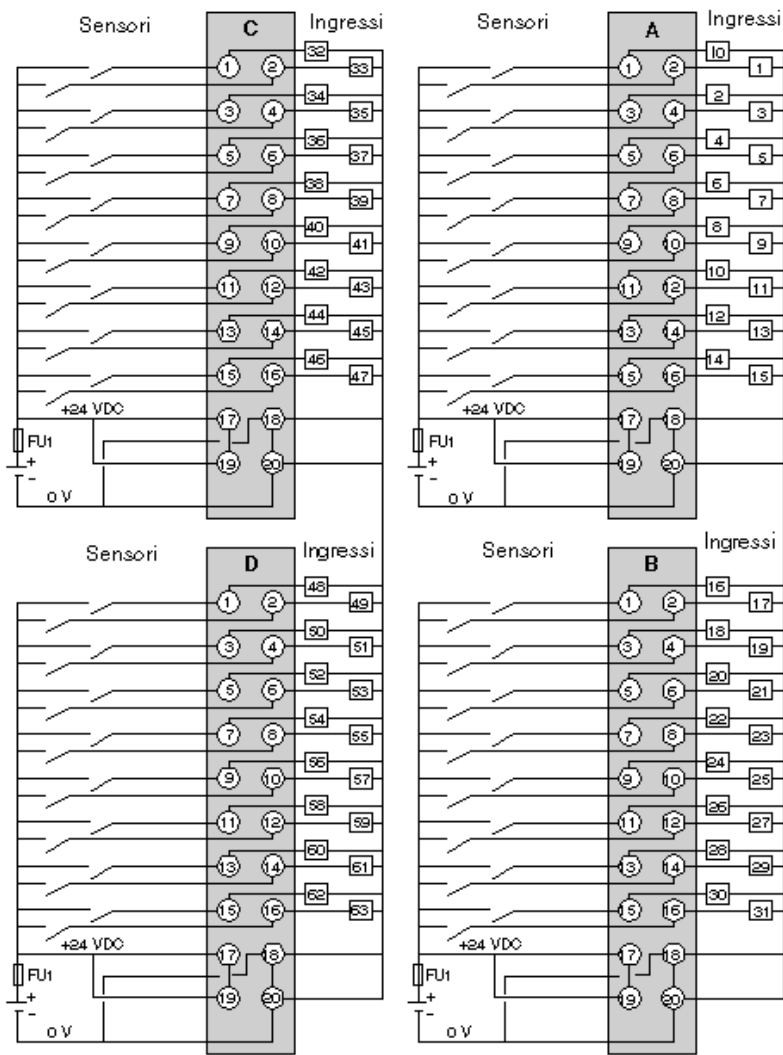 Sensori C Ingressi
32
1 2 33
34
3 4 35
36
5 6 37
38
7 8 39
40
9 10 41
42
11 12 43
44
13 14 45
46
15 16 47
+24 VDC
17 18
FU1
+
19 20
-
0 V
Sensori A Ingressi
I0
1 2 1
2
3 4 3
4
5 6 5
6
7 8 7
8
9 10 9
10
11 12 11
12
13 14 13
14
15 16 15
+24 VDC
17 18
FU1
+
19 20
-
0 V
Sensori D Ingressi
48
1 2 49
50
3 4 51
52
5 6 53
54
7 8 55
56
9 10 57
58
11 12 59
60
13 14 61
62
15 16 63
+24 VDC
17 18
FU1
+
19 20
-
0 V
Sensori B Ingressi
16
1 2 17
18
3 4 19
20
5 6 21
22
7 8 23
24
9 10 25
26
11 12 27
28
13 14 29
30
15 16 31
+24 VDC
17 18
FU1
+
19 20
-
0 V